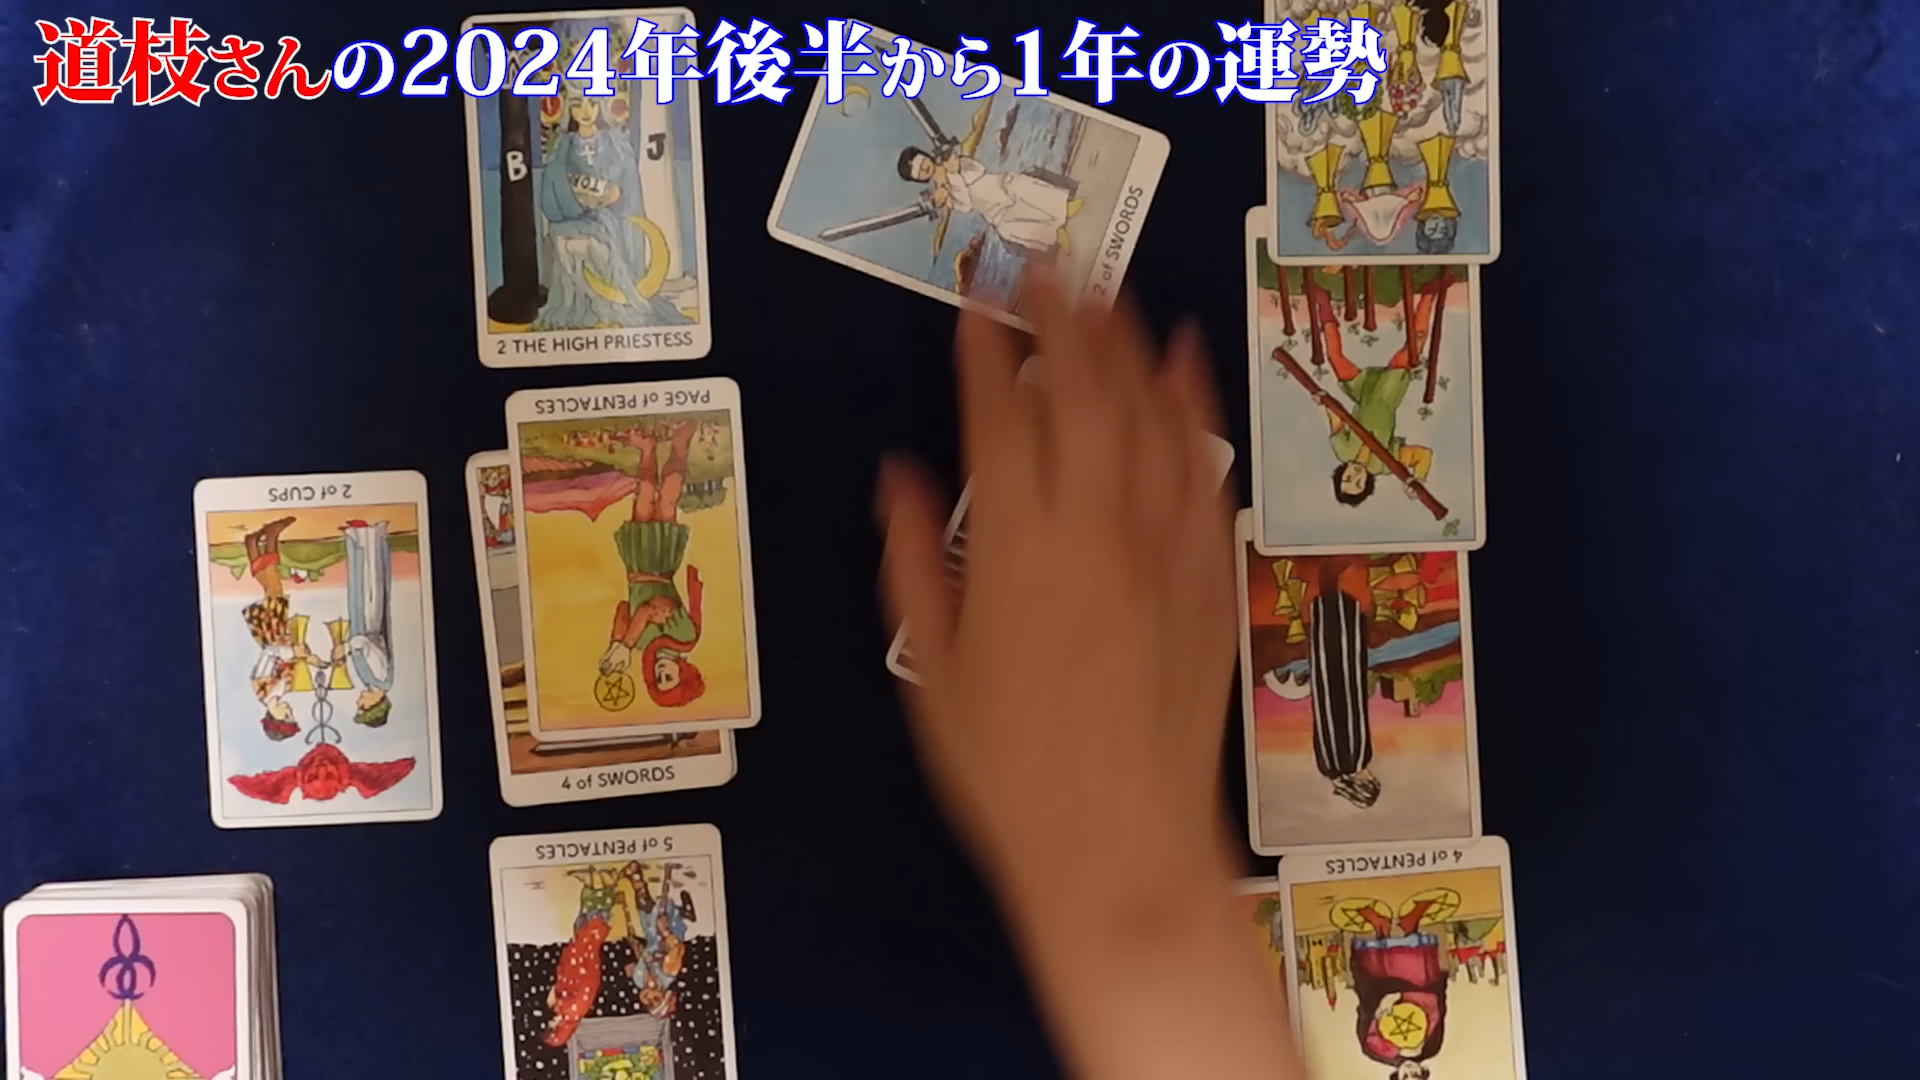 道枝さんの2024年後半から1年の運勢
B
J
TOR
2 THE HIGH PRIESTESS
2 of SWORDS
PAGE of PENTACLES
2 of CUPS
4 of SWORDS
5 of PENTACLES
4 of PENTACLES